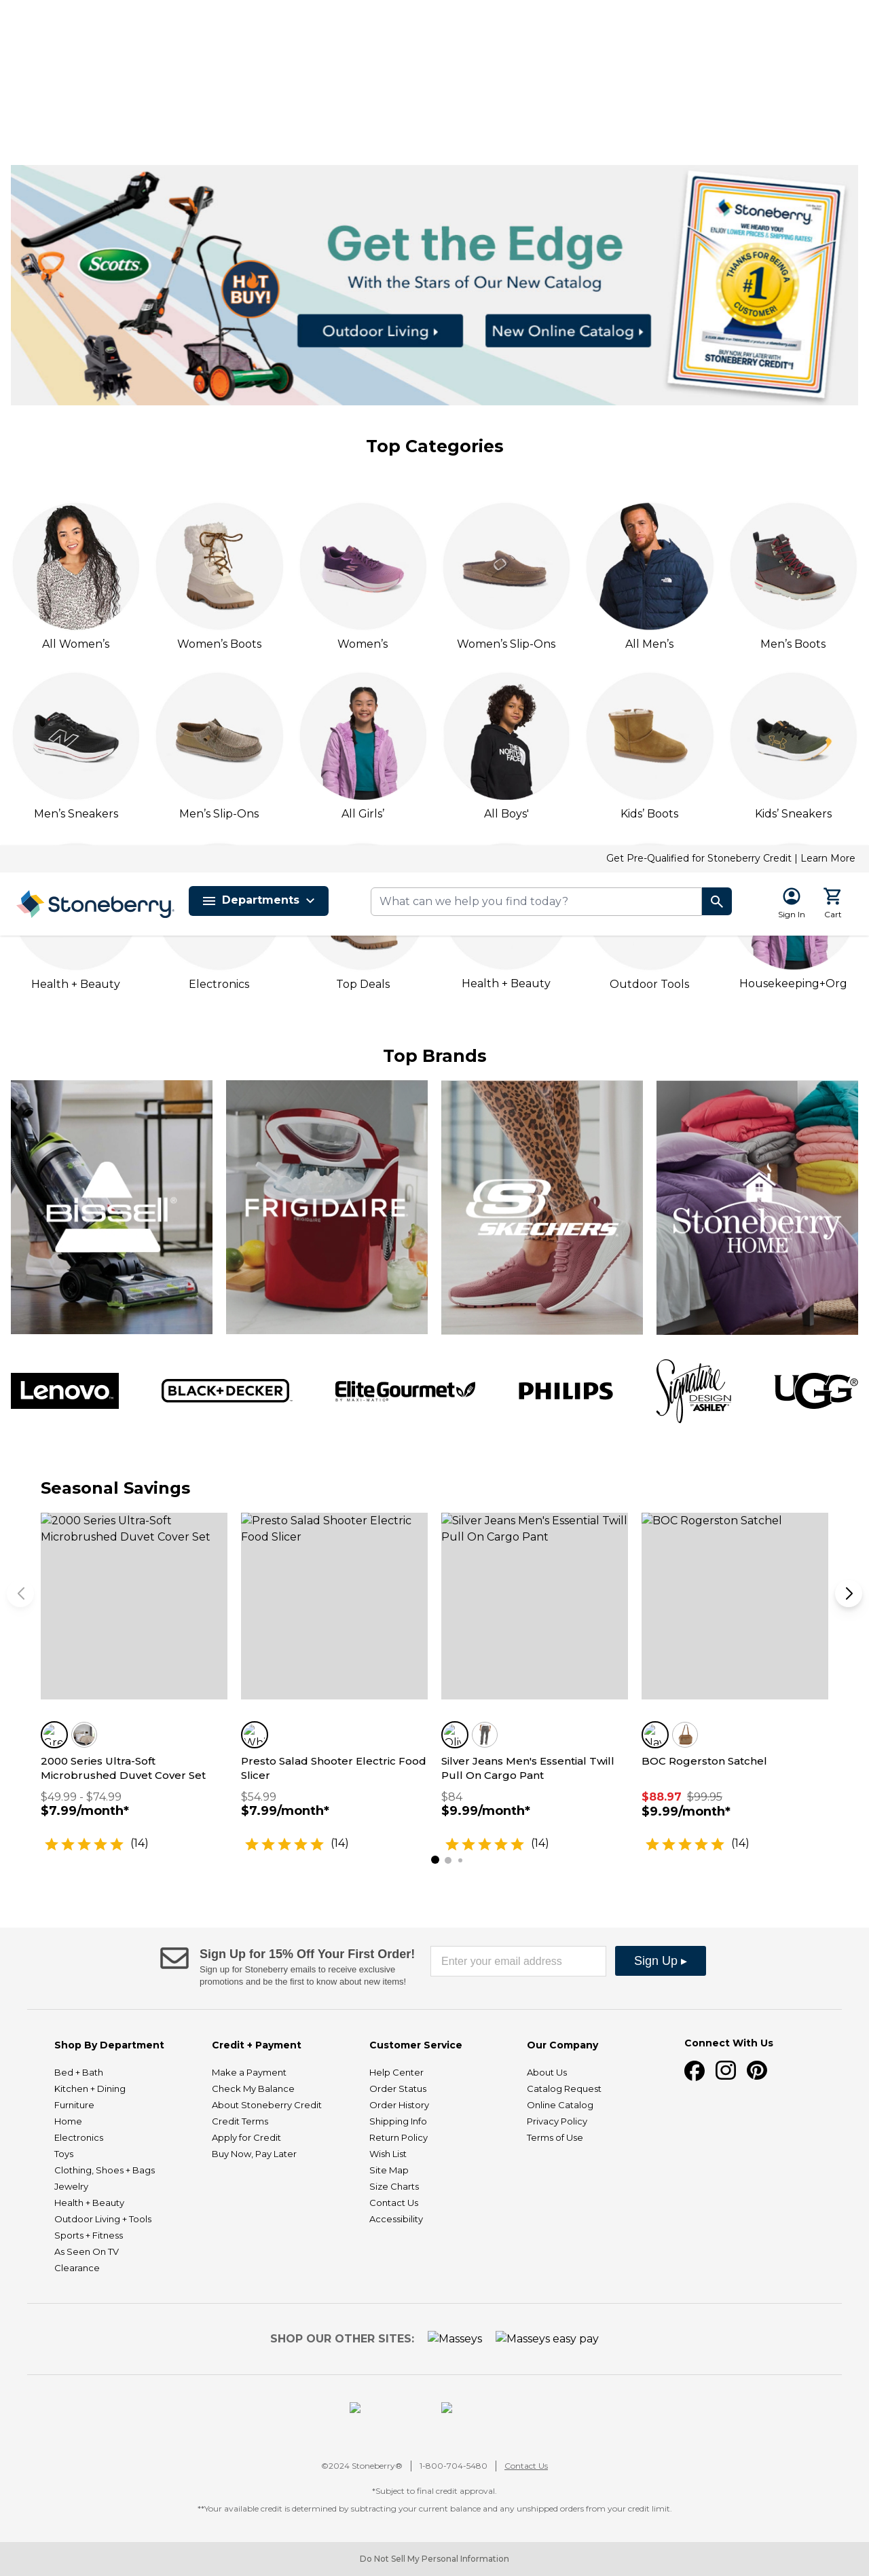 Scotts.
HOT
BUY!
Get the Edge
With the Stars of Our New Catalog
Outdoor Living
New Online Catalog
Stoneberry.
WE HEARD YOU!
ENJOY LOWER PRICES & SHIPPING RATES!
THANKS FOR BEING A
#1
CUSTOMER!
BUY NOW, PAY LATER WITH
STONEBERRY CREDIT*!
Top Categories
All Women’s
Women’s Boots
Women’s
Women’s Slip-Ons
All Men’s
Men’s Boots
Men’s Sneakers
Men’s Slip-Ons
All Girls’
All Boys'
Kids’ Boots
Kids’ Sneakers
Get Pre-Qualified for Stoneberry Credit | Learn More
Stoneberry.
Departments
What can we help you find today?
Sign In
Cart
Health + Beauty
Electronics
Top Deals
Health + Beauty
Outdoor Tools
Housekeeping+Org
Top Brands
BISSELL®
FRIGIDAIRE
FRIGIDAIRE
SKECHERS
Stoneberry
HOME
Lenovo
BLACK+DECKER
EliteGourmet
BY MAXI-MATIC®
PHILIPS
Signature
DESIGN
BY ASHLEY®
UGG®
Seasonal Savings
2000 Series Ultra-Soft
Microbrushed Duvet Cover Set
Presto Salad Shooter Electric
Food Slicer
Silver Jeans Men's Essential Twill
Pull On Cargo Pant
BOC Rogerston Satchel
2000 Series Ultra-Soft
Microbrushed Duvet Cover Set
$49.99 - $74.99
$7.99/month*
(14)
Presto Salad Shooter Electric Food
Slicer
$54.99
$7.99/month*
(14)
Silver Jeans Men's Essential Twill
Pull On Cargo Pant
$84
$9.99/month*
(14)
BOC Rogerston Satchel
$88.97 $99.95
$9.99/month*
(14)
Sign Up for 15% Off Your First Order!
Sign up for Stoneberry emails to receive exclusive
promotions and be the first to know about new items!
Enter your email address
Sign Up ▸
Shop By Department
Bed + Bath
Kitchen + Dining
Furniture
Home
Electronics
Toys
Clothing, Shoes + Bags
Jewelry
Health + Beauty
Outdoor Living + Tools
Sports + Fitness
As Seen On TV
Clearance
Credit + Payment
Make a Payment
Check My Balance
About Stoneberry Credit
Credit Terms
Apply for Credit
Buy Now, Pay Later
Customer Service
Help Center
Order Status
Order History
Shipping Info
Return Policy
Wish List
Site Map
Size Charts
Contact Us
Accessibility
Our Company
About Us
Catalog Request
Online Catalog
Privacy Policy
Terms of Use
Connect With Us
SHOP OUR OTHER SITES:
Masseys
Masseys easy pay
©2024 Stoneberry®
1-800-704-5480
Contact Us
*Subject to final credit approval.
**Your available credit is determined by subtracting your current balance and any unshipped orders from your credit limit.
Do Not Sell My Personal Information